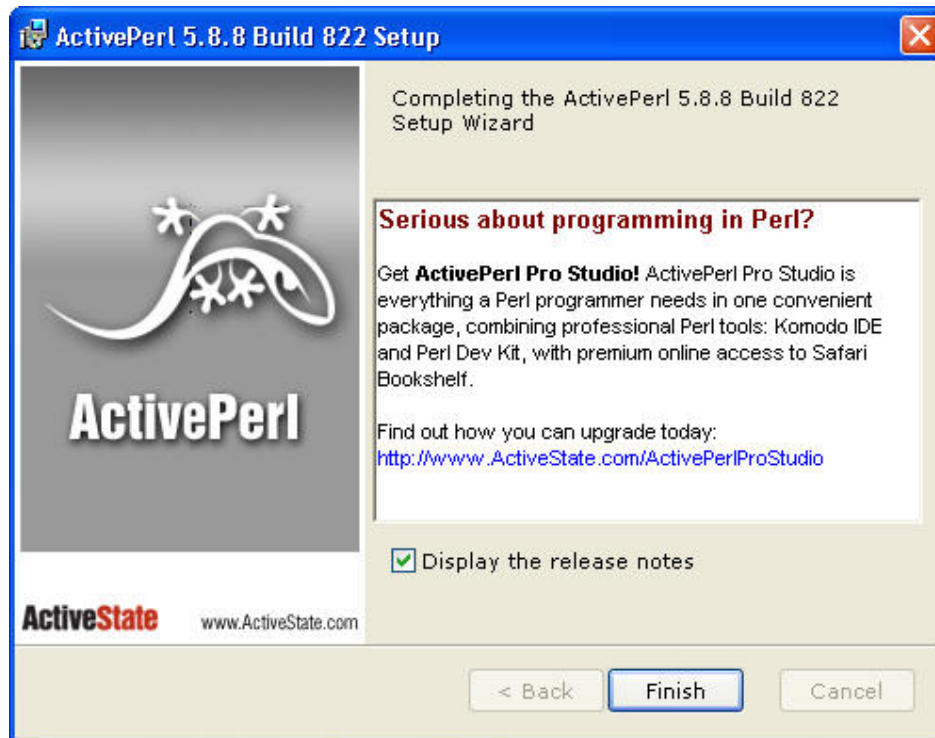 ActivePerl 5.8.8 Build 822 Setup
Completing the ActivePerl 5.8.8 Build 822
Setup Wizard
Serious about programming in Perl?
Get ActivePerl Pro Studio! ActivePerl Pro Studio is
everything a Perl programmer needs in one convenient
package, combining professional Perl tools: Komodo IDE
and Perl Dev Kit, with premium online access to Safari
Bookshelf.
Find out how you can upgrade today:
http://www.ActiveState.com/ActivePerlProStudio
ActivePerl
Display the release notes
ActiveState www.ActiveState.com
< Back Finish Cancel